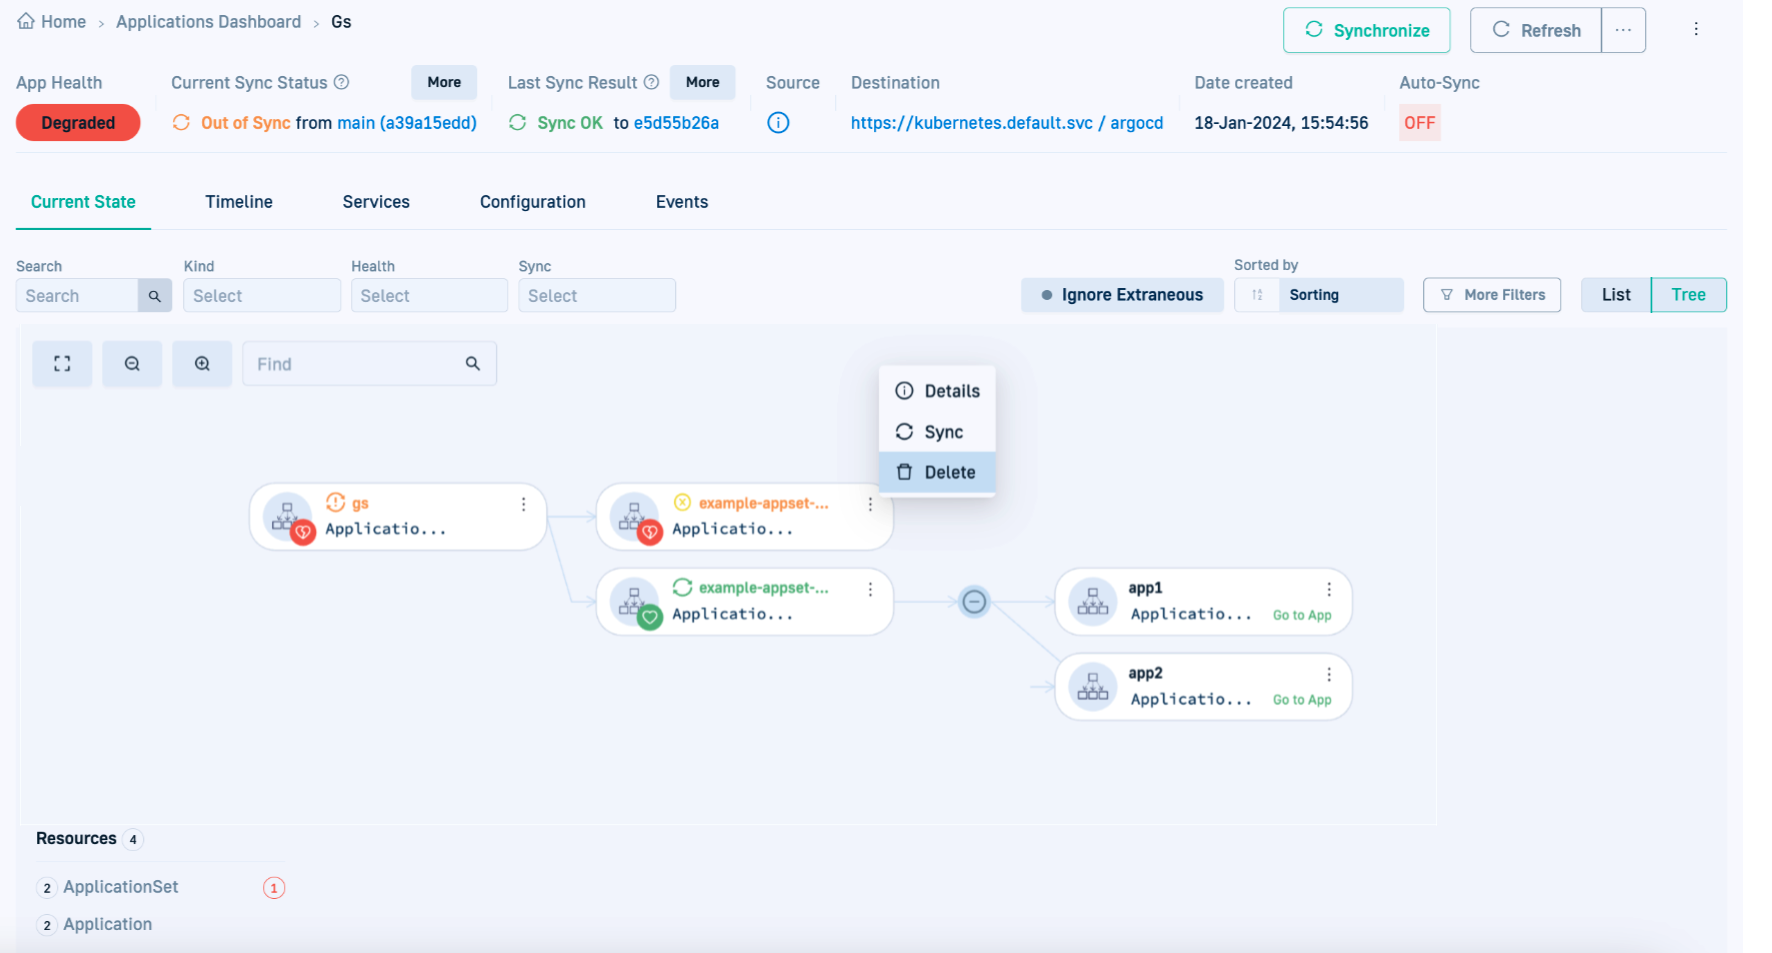 Home > Applications Dashboard > Gs
Synchronize
Refresh ...
App Health
Degraded
Current Sync Status
More
Out of Sync from main (a39a15edd)
Last Sync Result
More
Sync OK to e5d55b26a
Source
Destination
https://kubernetes.default.svc / argocd
Date created
18-Jan-2024, 15:54:56
Auto-Sync
OFF
Current State Timeline Services Configuration Events
Search
Search
Kind
Select
Health
Select
Sync
Select
Ignore Extraneous
Sorted by
Sorting
More Filters
List Tree
Find
Details
Sync
Delete
gs
Applicatio...
example-appset-...
Applicatio...
example-appset-...
Applicatio...
app1
Applicatio... Go to App
app2
Applicatio... Go to App
Resources 4
2 ApplicationSet 1
2 Application